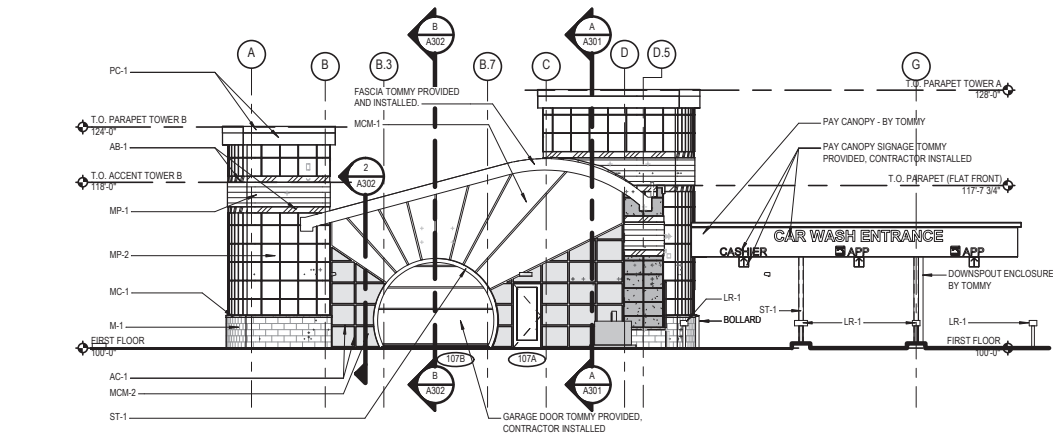 B
A302
A
A301
A
B
B.3
B.7
C
D
D.5
G
PC-1
T.O. PARAPET TOWER B
124'-0"
AB-1
T.O. ACCENT TOWER B
118'-0"
MP-1
MP-2
MC-1
M-1
FIRST FLOOR
100'-0"
AC-1
MCM-2
ST-1
FASCIA TOMMY PROVIDED
AND INSTALLED.
MCM-1
2
A302
T.O. PARAPET TOWER A
128'-0"
PAY CANOPY - BY TOMMY
PAY CANOPY SIGNAGE TOMMY
PROVIDED, CONTRACTOR INSTALLED
T.O. PARAPET (FLAT FRONT)
117'-7 3/4"
CAR WASH ENTRANCE
CASHIER
APP
APP
DOWNSPOUT ENCLOSURE
BY TOMMY
LR-1
ST-1
BOLLARD
LR-1
LR-1
FIRST FLOOR
100'-0"
107B
107A
B
A302
A
A301
GARAGE DOOR TOMMY PROVIDED,
CONTRACTOR INSTALLED